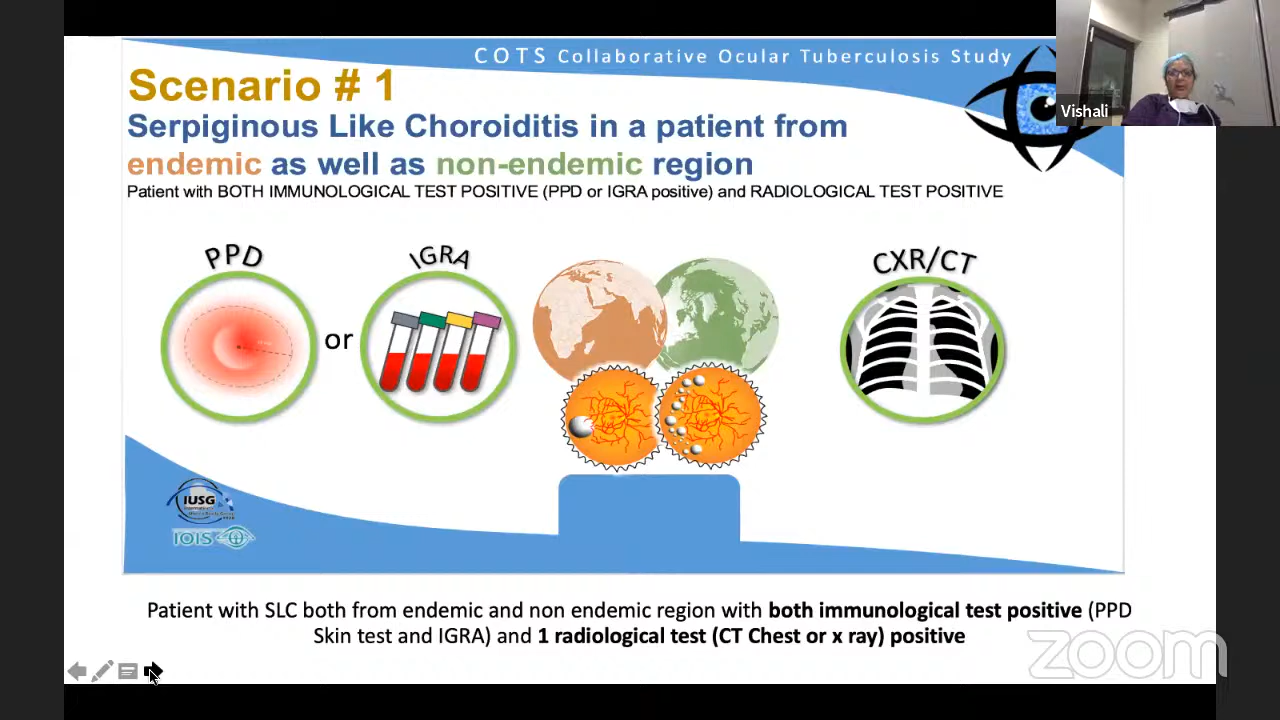 COTS Collaborative Ocular Tuberculosis Study
Scenario # 1
Serpiginous Like Choroiditis in a patient from
endemic as well as non-endemic region
Patient with BOTH IMMUNOLOGICAL TEST POSITIVE (PPD or IGRA positive) and RADIOLOGICAL TEST POSITIVE
Vishali
PPD
or
IGRA
CXR/CT
IUSG
IOIS
Patient with SLC both from endemic and non endemic region with both immunological test positive (PPD
Skin test and IGRA) and 1 radiological test (CT Chest or x ray) positive
zoom